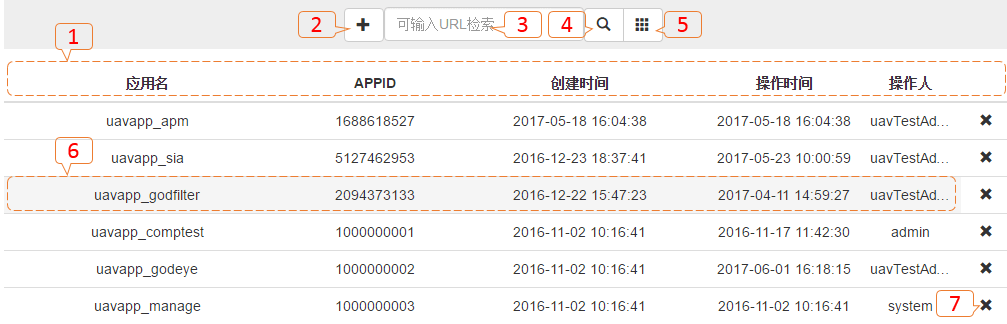 2 可输入URL检索 3 4 5
1
应用名 APPID 创建时间 操作时间 操作人
uavapp_apm 1688618527 2017-05-18 16:04:38 2017-05-18 16:04:38 uavTestAd...
uavapp_sia 5127462953 2016-12-23 18:37:41 2017-05-23 10:00:59 uavTestAd...
6
uavapp_godfilter 2094373133 2016-12-22 15:47:23 2017-04-11 14:59:27 uavTestAd...
uavapp_comptest 1000000001 2016-11-02 10:16:41 2016-11-17 11:42:30 admin
uavapp_godeye 1000000002 2016-11-02 10:16:41 2017-06-01 16:18:15 uavTestAd...
uavapp_manage 1000000003 2016-11-02 10:16:41 2016-11-02 10:16:41 system 7